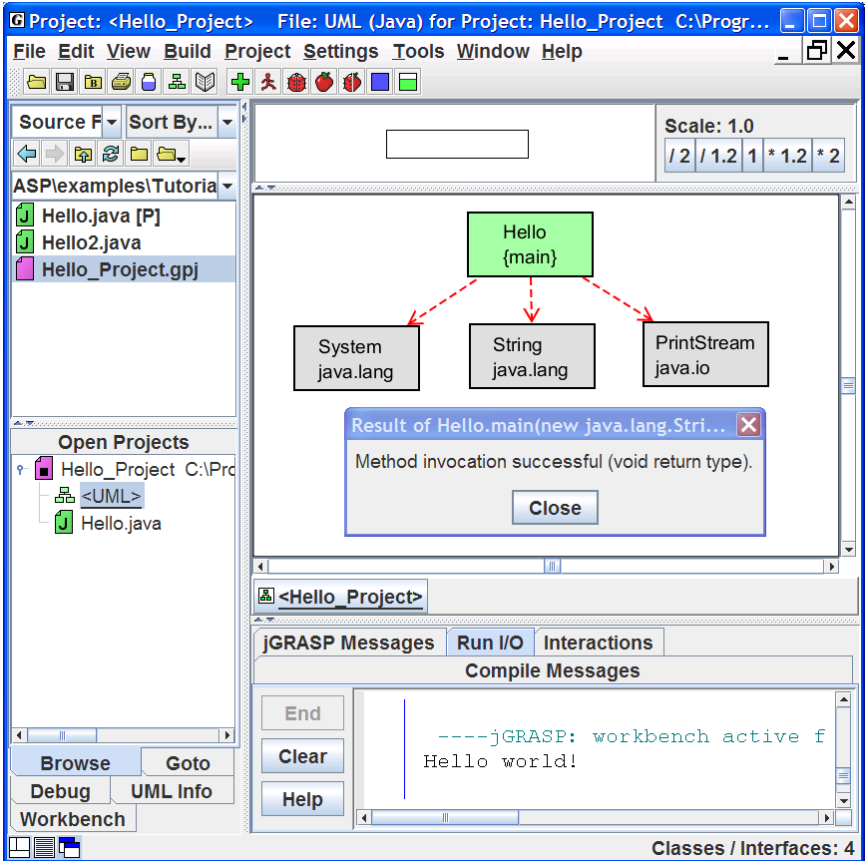 G Project: <Hello_Project> File: UML (Java) for Project: Hello_Project C:\Progr...
File Edit View Build Project Settings Tools Window Help
Source F
Sort By...
ASP\examples\Tutoria
Hello.java [P]
Hello2.java
Hello_Project.gpj
Open Projects
Hello_Project C:\Pro
<UML>
Hello.java
Browse Goto
Debug UML Info
Workbench
Scale: 1.0
/ 2 / 1.2 1 * 1.2 * 2
Hello
{main}
System
java.lang
String
java.lang
PrintStream
java.io
Result of Hello.main(new java.lang.Stri...
Method invocation successful (void return type).
Close
<Hello_Project>
jGRASP Messages Run I/O Interactions
Compile Messages
End
Clear
Help
----jGRASP: workbench active f
Hello world!
Classes / Interfaces: 4